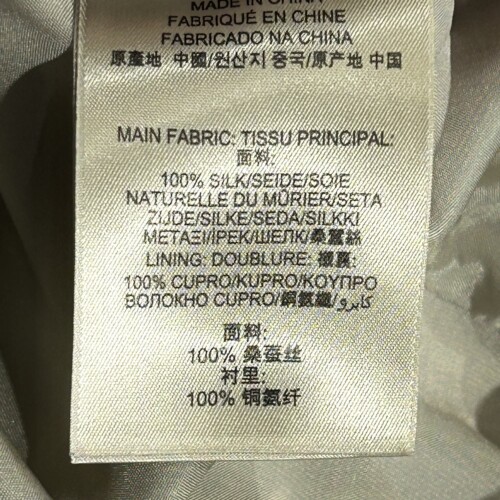 MADE IN CHINA
FABRIQUÉ EN CHINE
FABRICADO NA CHINA
原產地 中國/원산지 중국/原产地 中国
MAIN FABRIC: TISSU PRINCIPAL:
面料:
100% SILK/SEIDE/SOIE
NATURELLE DU MÛRIER/SETA
ZIJDE/SILKE/SEDA/SILKKI
ΜΕΤΑΞΙ/İPEK/ШЕЛК/桑蠶絲
LINING: DOUBLURE: 襯裏:
100% CUPRO/KUPRO/ΚΟΥΠΡΟ
ВОЛОКНО CUPRO/銅氨纖/كابرو
面料:
100% 桑蚕丝
衬里:
100% 铜氨纤